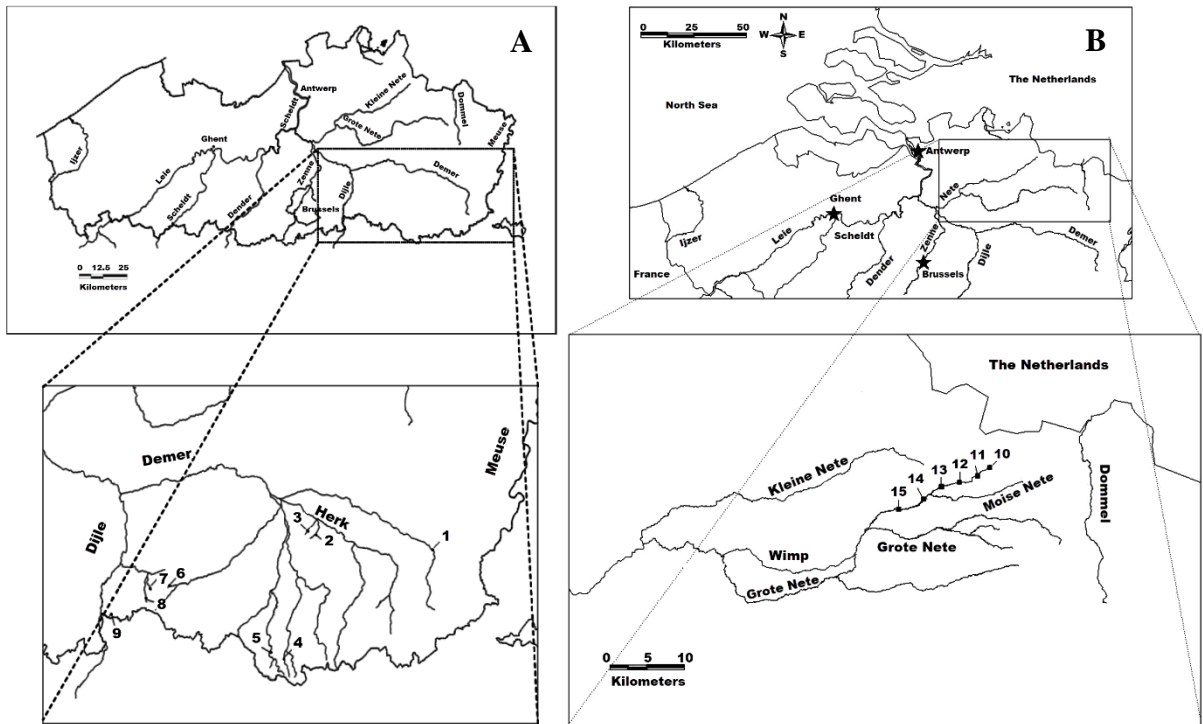 A
Antwerp
Scheldt
Kleine Nete
Grote Nete
Dommel
Meuse
Ijzer
Ghent
Leie
Scheldt
Dender
Zenne
Brussels
Dijle
Demer
0 12.5 25
Kilometers
B
0 25 50
Kilometers
N
W E
S
The Netherlands
North Sea
Antwerp
Nete
Ghent
Ijzer
Leie
Scheldt
Dender
Zenne
Brussels
Dijle
Demer
France
Demer
Meuse
Dijle
Herk
3
2
1
7
6
8
9
5
4
The Netherlands
Kleine Nete
15
14
13
12
11
10
Moise Nete
Dommel
Wimp
Grote Nete
Grote Nete
0 5 10
Kilometers